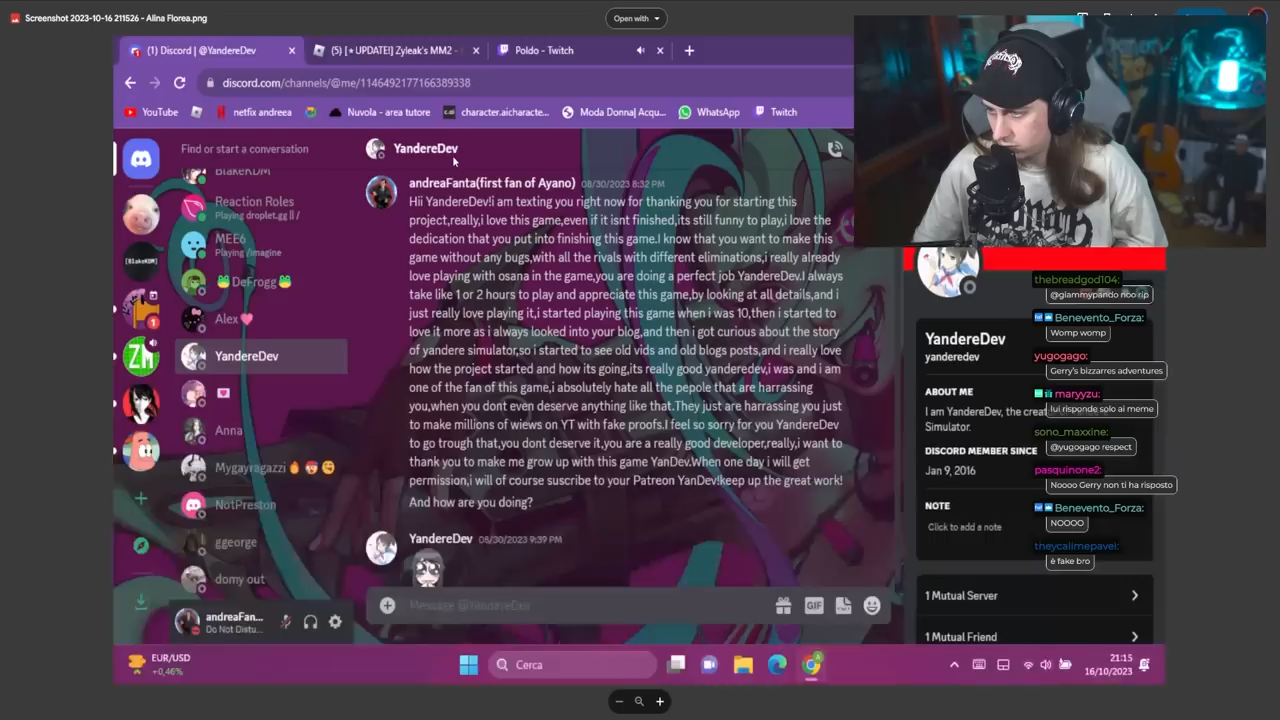 Screenshot 2023-10-16 211526 - Alina Florea.png
Open with
(1) Discord | @YandereDev
(5) [☀UPDATE!] Zyleak's MM2 -
Poldo - Twitch
discord.com/channels/@me/1146492177166389338
YouTube
netfix andreea
Nuvola - area tutore
character.aicharacte...
Moda Donna| Acqu...
WhatsApp
Twitch
Find or start a conversation
BlakeKDM
Reaction Roles
Playing droplet.gg || /
MEE6
Playing /imagine
🐸DeFrogg🐸
Alex💗
YandereDev
💟
Anna
Mygayragazzi
NotPreston
ggeorge
domy out
andreaFan...
Do Not Distu...
[BlakeKDM]
YandereDev
andreaFanta(first fan of Ayano) 08/30/2023 8:32 PM
Hii YandereDev!i am texting you right now for thanking you for starting this
project,really,i love this game,even if it isnt finished,its still funny to play,i love the
dedication that you put into finishing this game.I know that you want to make this
game without any bugs,with all the rivals with different eliminations,i really already
love playing with osana in the game,you are doing a perfect job YandereDev.I always
take like 1 or 2 hours to play and appreciate this game,by looking at all details,and i
just really love playing it,i started playing this game when i was 10,then i started to
love it more as i always looked into your blog,and then i got curious about the story
of yandere simulator,so i started to see old vids and old blogs posts,and i really love
how the project started and how its going,its really good yanderedev,i was and i am
one of the fan of this game,i absolutely hate all the pepole that are harrassing
you,when you dont even deserve anything like that.They just are harrassing you just
to make millions of wiews on YT with fake proofs.I feel so sorry for you YandereDev
to go trough that,you dont deserve it,you are a really good developer,really,i want to
thank you to make me grow up with this game YanDev.When one day i will get
permission,i will of course suscribe to your Patreon YanDev!keep up the great work!
And how are you doing?
YandereDev 08/30/2023 9:39 PM
Message @YandereDev
GIF
YandereDev
yanderedev
ABOUT ME
I am YandereDev, the crea
Simulator.
DISCORD MEMBER SINCE
Jan 9, 2016
NOTE
Click to add a note
1 Mutual Server
1 Mutual Friend
thebreadgod104:
@giammypando noo rip
Benevento_Forza:
Womp womp
yugogago:
Gerry's bizzarres adventures
maryyzu:
lui risponde solo ai meme
sono_maxxine:
@yugogago respect
pasquinone2:
Noooo Gerry non ti ha risposto
Benevento_Forza:
NOOOO
theycallmepavel:
è fake bro
EUR/USD
+0,46%
Cerca
21:15
16/10/2023